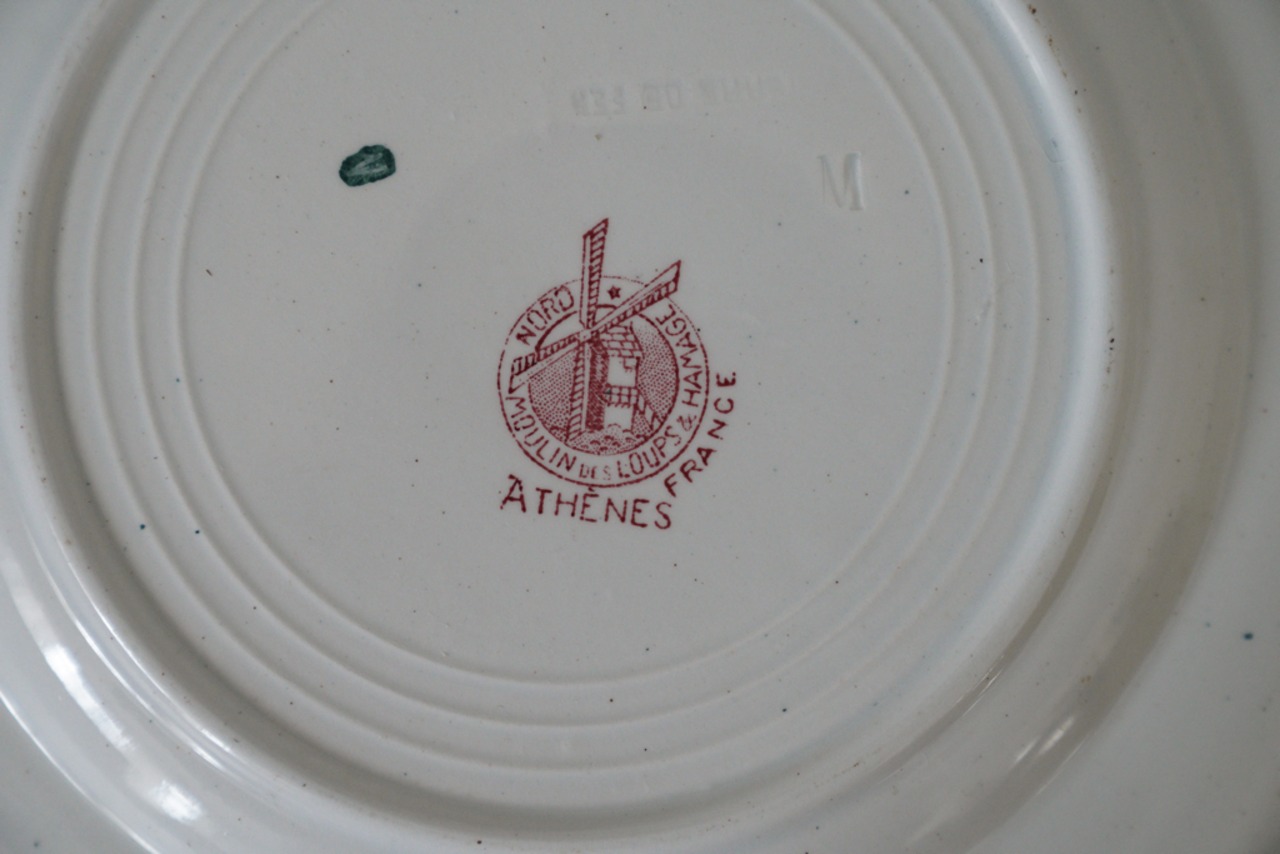 M
NORD
MOULIN DES LOUPS & HAMAGE
ATHÈNES
FRANCE